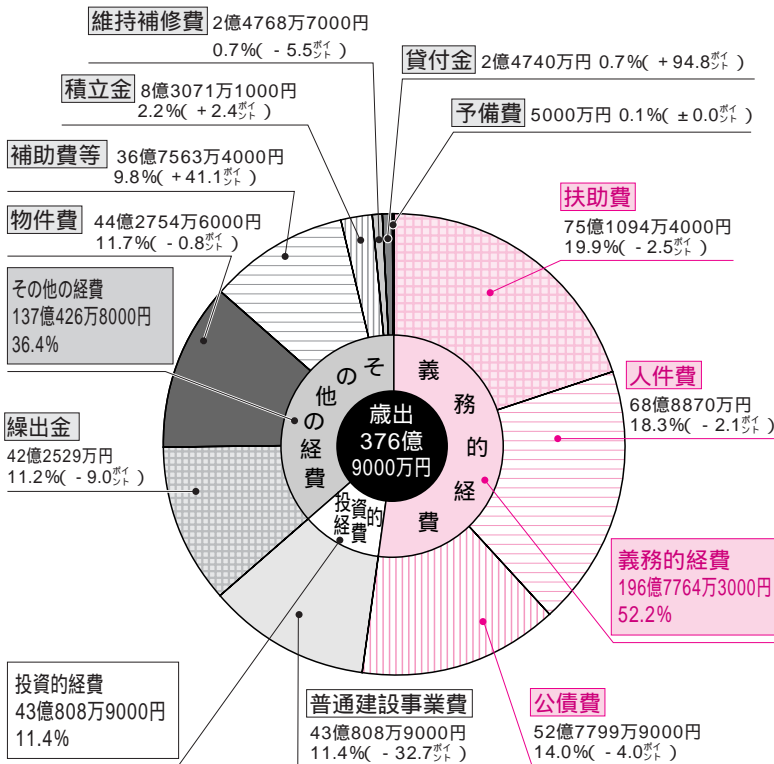 維持補修費 2億4768万7000円
0.7%( - 5.5ポイント )
貸付金 2億4740万円 0.7% ( + 94.8ポイント )
積立金 8億3071万1000円
2.2%( + 2.4ポイント )
予備費 5000万円 0.1% ( ± 0.0ポイント )
補助費等 36億7563万4000円
9.8%( + 41.1ポイント )
扶助費
75億1094万4000円
19.9%( - 2.5ポイント )
物件費 44億2754万6000円
11.7%( - 0.8ポイント )
その他の経費
137億426万8000円
36.4%
人件費
68億8870万円
18.3%( - 2.1ポイント )
繰出金
42億2529万円
11.2%( - 9.0ポイント )
歳出
376億
9000万円
義務的経費
その他の経費
投資的
経費
義務的経費
196億7764万3000円
52.2%
投資的経費
43億808万9000円
11.4%
普通建設事業費
43億808万9000円
11.4%( - 32.7ポイント )
公債費
52億7799万9000円
14.0%( - 4.0ポイント )